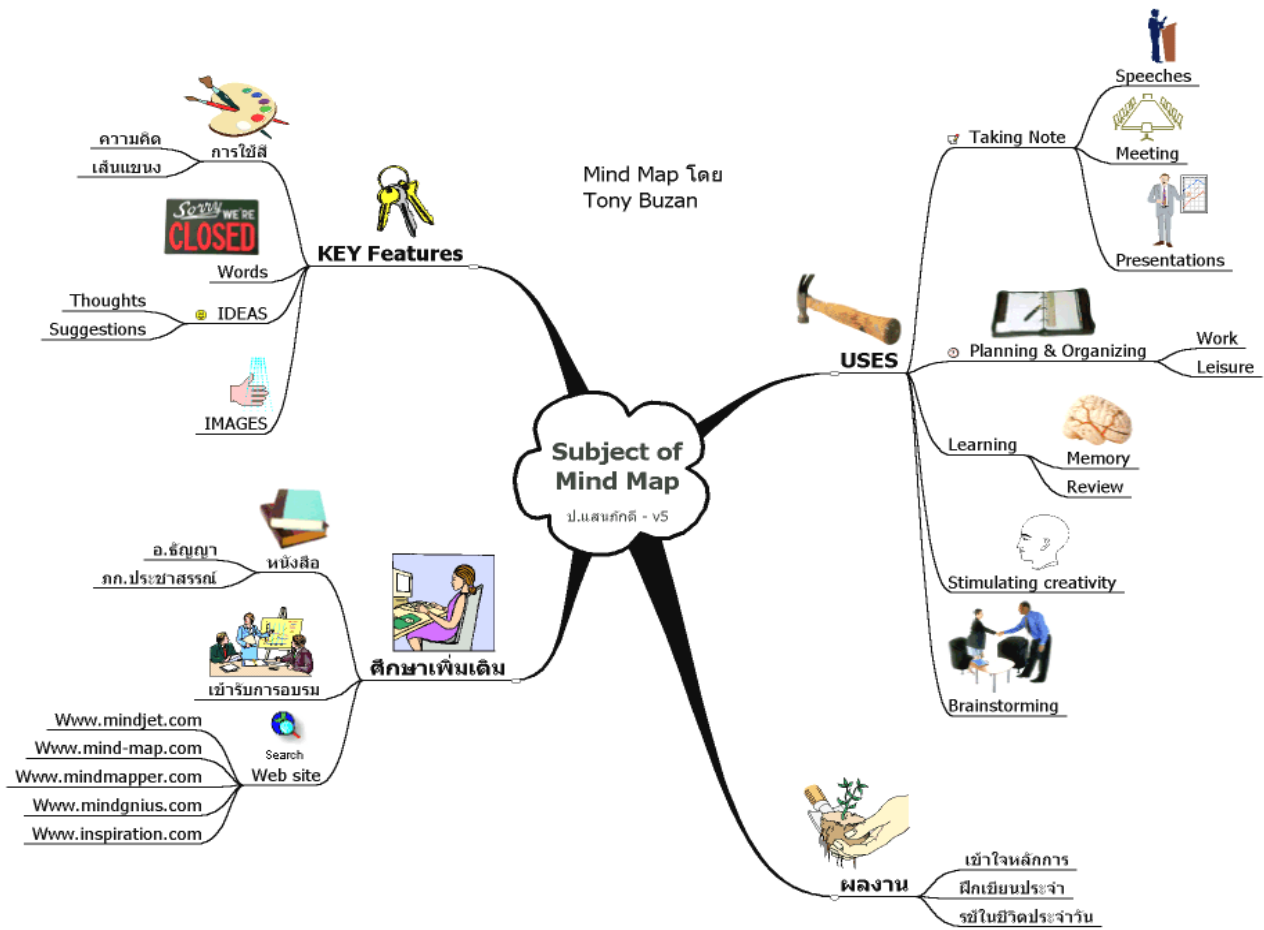 Mind Map โดย
Tony Buzan
Subject of
Mind Map
ป.แสนภักดี - v5
KEY Features
การใช้สี
ความคิด
เส้นแขนง
Sorry
WE'RE
CLOSED
Words
IDEAS
Thoughts
Suggestions
IMAGES
USES
Taking Note
Speeches
Meeting
Presentations
Planning & Organizing
Work
Leisure
Learning
Memory
Review
Stimulating creativity
Brainstorming
ศึกษาเพิ่มเติม
หนังสือ
อ.ธัญญา
ภก.ประชาสรรณ์
เข้ารับการอบรม
Search
Web site
Www.mindjet.com
Www.mind-map.com
Www.mindmapper.com
Www.mindgnius.com
Www.inspiration.com
ผลงาน
เข้าใจหลักการ
ฝึกเขียนประจำ
รช้ในชีวิตประจำวัน